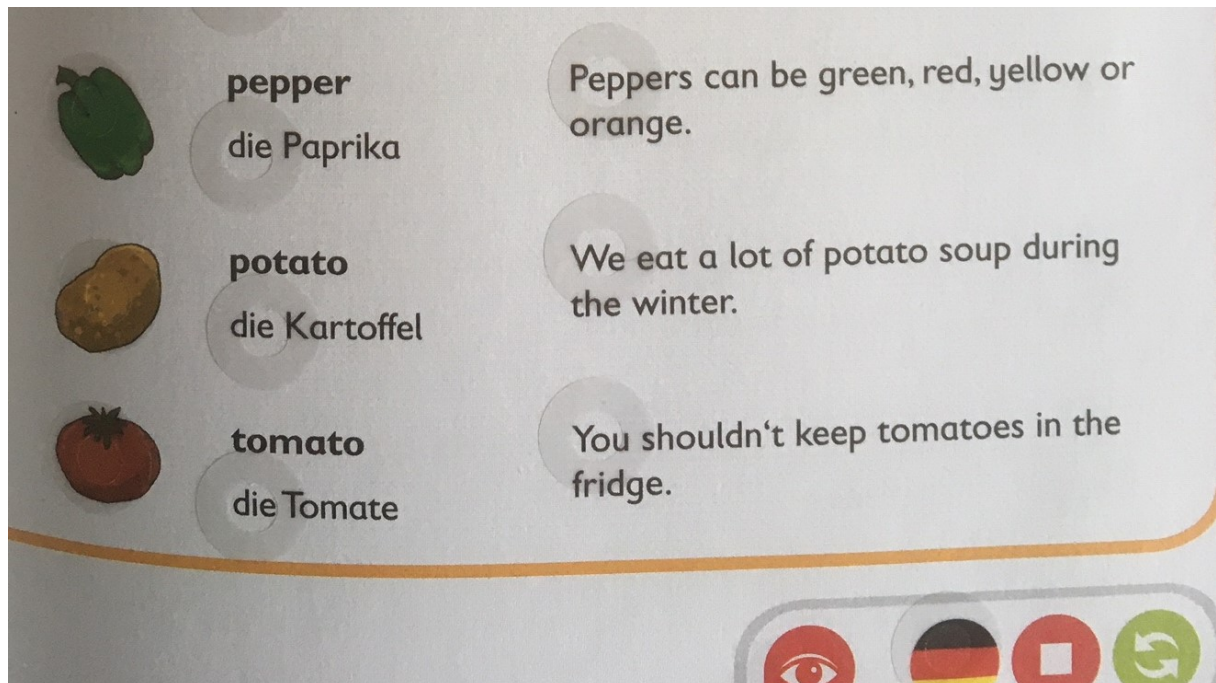 pepper
die Paprika
Peppers can be green, red, yellow or
orange.
potato
die Kartoffel
We eat a lot of potato soup during
the winter.
tomato
die Tomate
You shouldn‘t keep tomatoes in the
fridge.